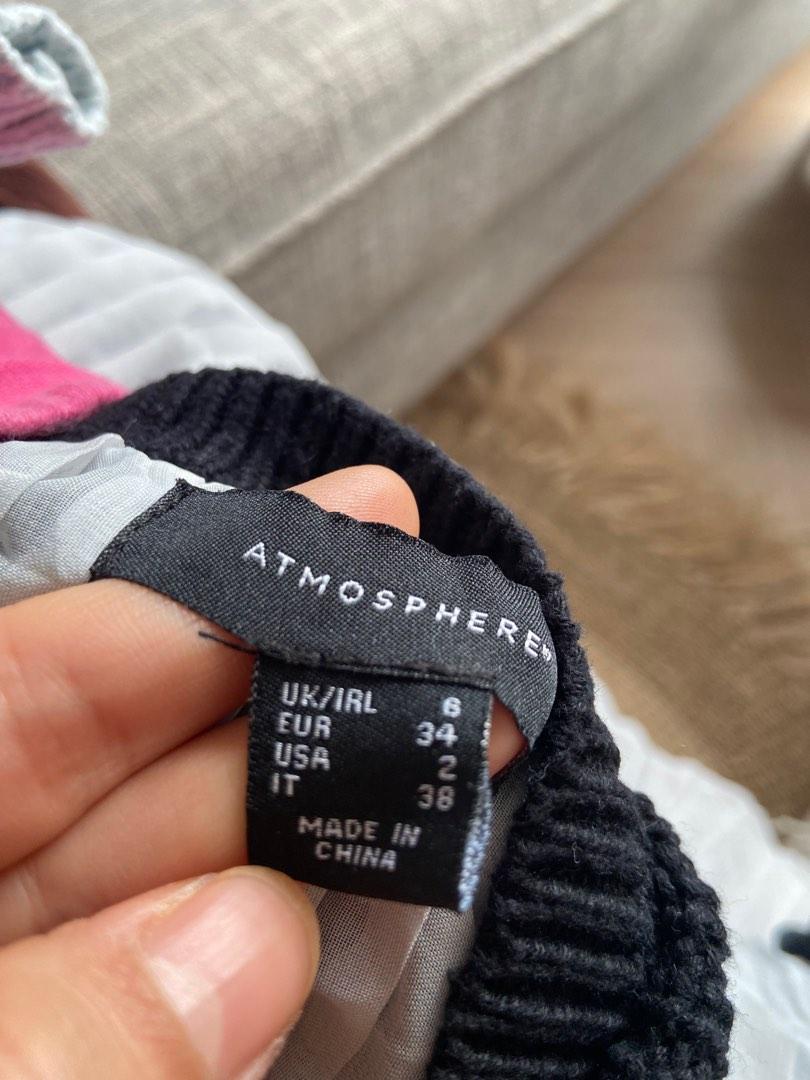 ATMOSPHERE
UK/IRL 6
EUR 34
USA 2
IT 38
MADE IN
CHINA